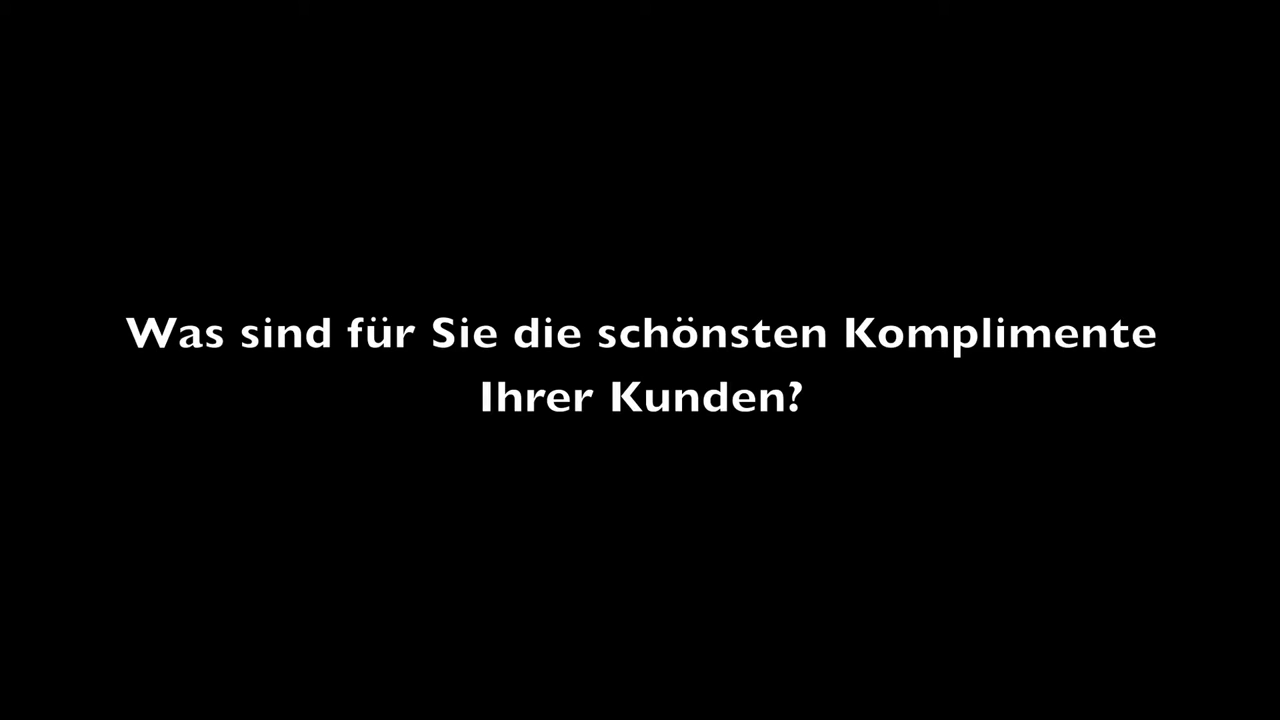 Was sind für Sie die schönsten Komplimente
Ihrer Kunden?